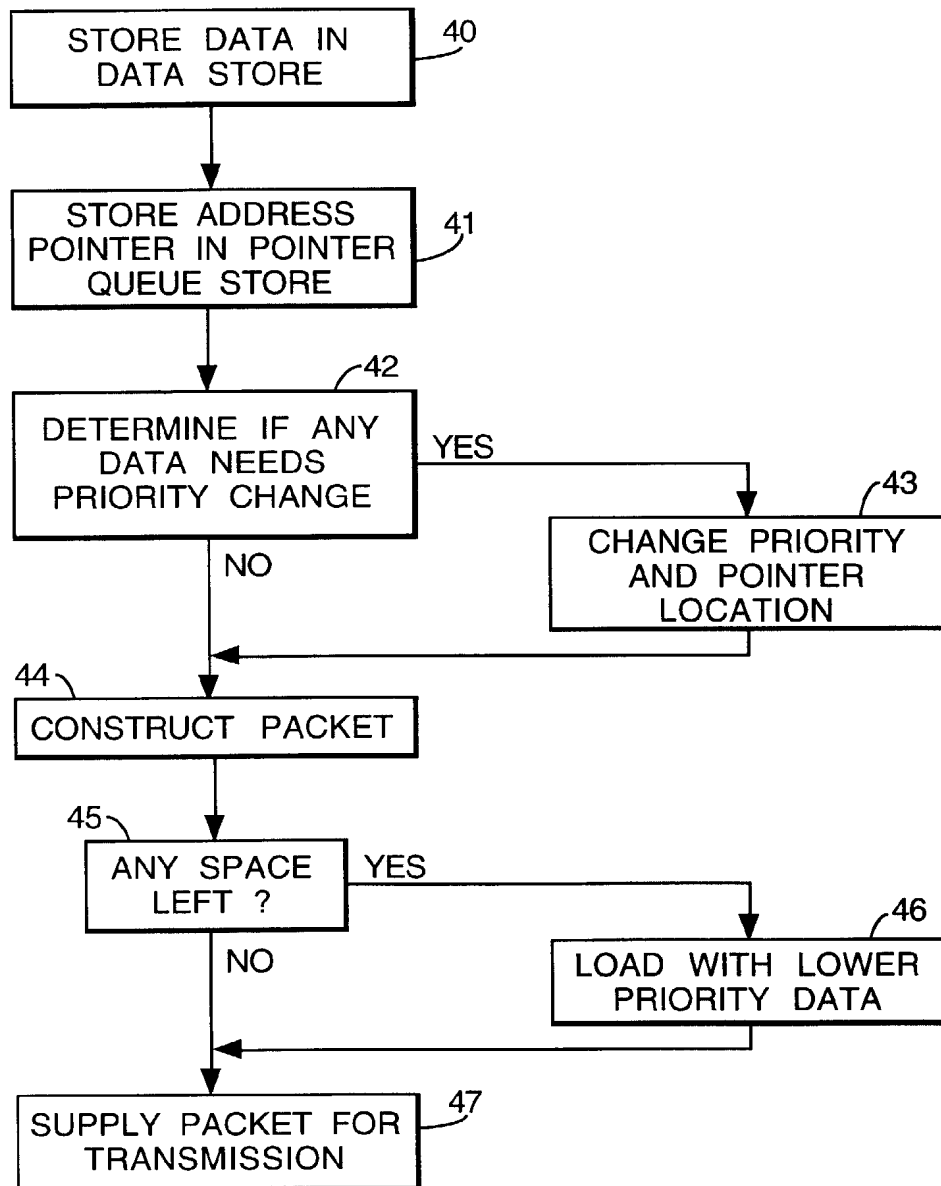 STORE DATA IN
DATA STORE
40
STORE ADDRESS
POINTER IN POINTER
QUEUE STORE
41
42
DETERMINE IF ANY
DATA NEEDS
PRIORITY CHANGE
YES
43
CHANGE PRIORITY
AND POINTER
LOCATION
NO
44
CONSTRUCT PACKET
45
ANY SPACE
LEFT ?
YES
46
LOAD WITH LOWER
PRIORITY DATA
NO
SUPPLY PACKET FOR
TRANSMISSION
47